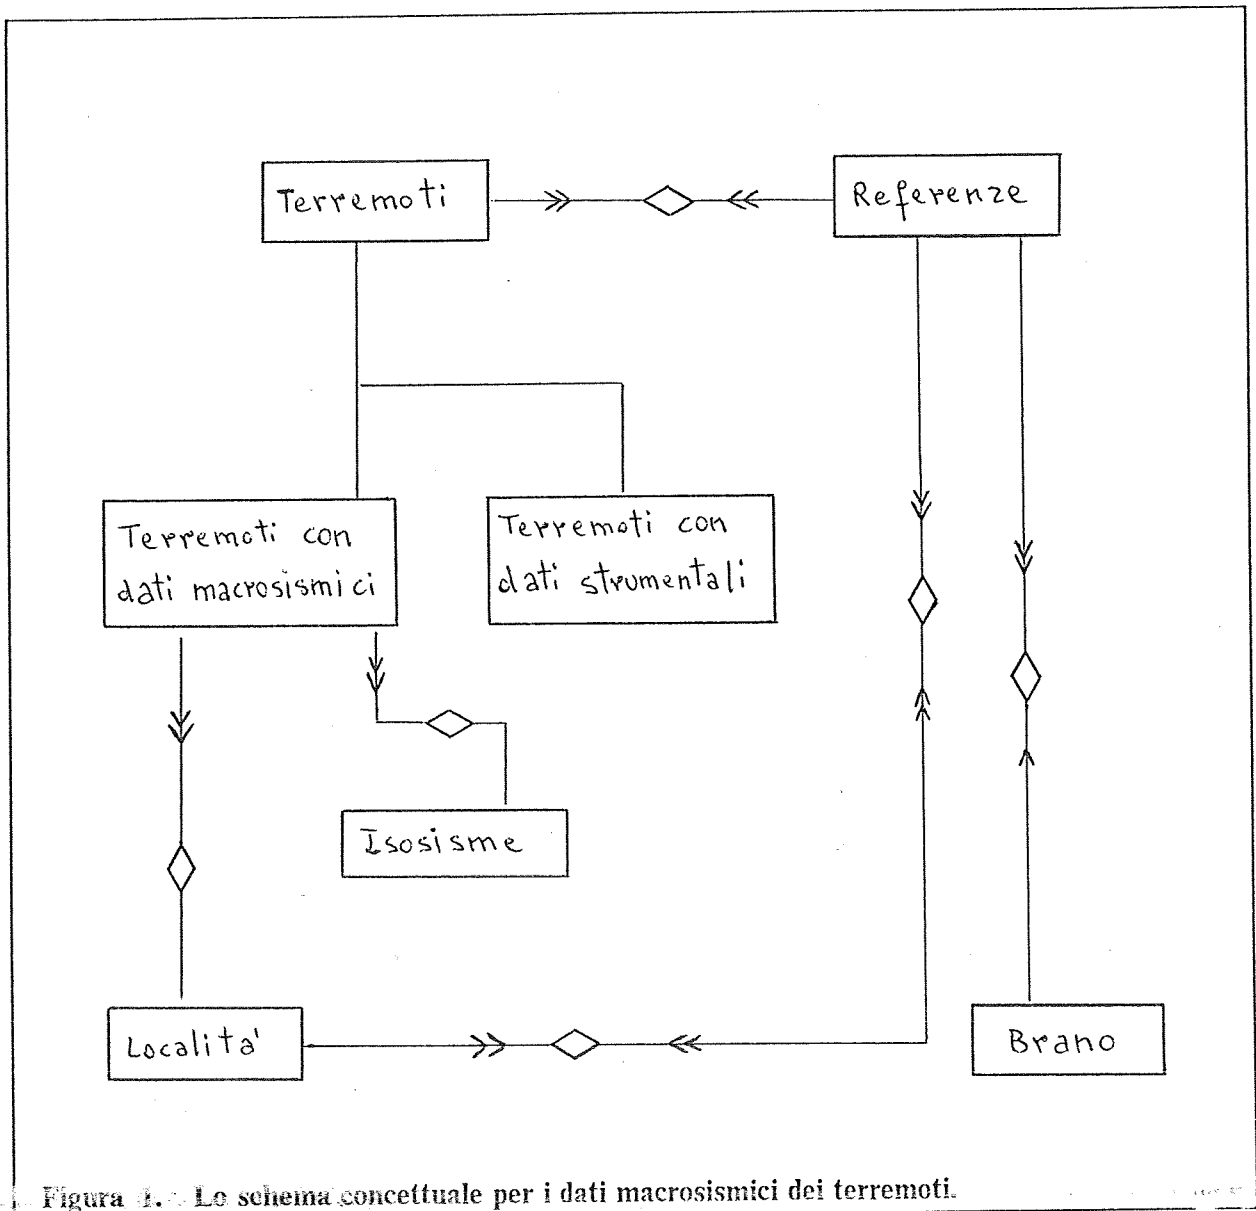 Terremoti
Referenze
Terremoti con
dati macrosismici
Terremoti con
dati strumentali
Isosisme
Località'
Brano
Figura 1. Lo schema concettuale per i dati macrosismici dei terremoti.